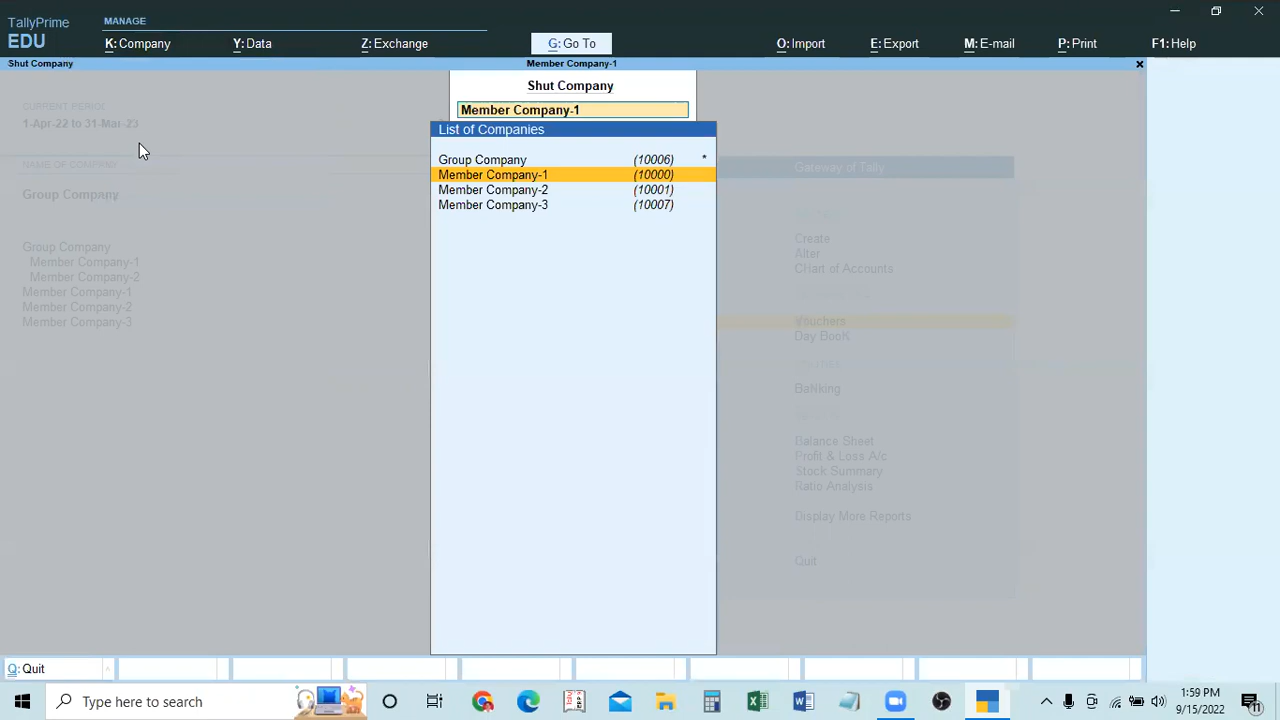 TallyPrime
EDU
MANAGE
K: Company
Y: Data
Z: Exchange
G: Go To
O: Import
E: Export
M: E-mail
P: Print
F1: Help
Shut Company
Member Company-1
CURRENT PERIOD
1-Apr-22 to 31-Mar-23
NAME OF COMPANY
Group Company
Group Company
Member Company-1
Member Company-2
Member Company-1
Member Company-2
Member Company-3
Shut Company
Member Company-1
List of Companies
Group Company (10006) *
Member Company-1 (10000)
Member Company-2 (10001)
Member Company-3 (10007)
Gateway of Tally
Create
Alter
CHart of Accounts
Vouchers
Day BooK
BaNking
Balance Sheet
Profit & Loss A/c
Stock Summary
Ratio Analysis
Display More Reports
Quit
Q: Quit
Type here to search
1:59 PM
9/15/2022